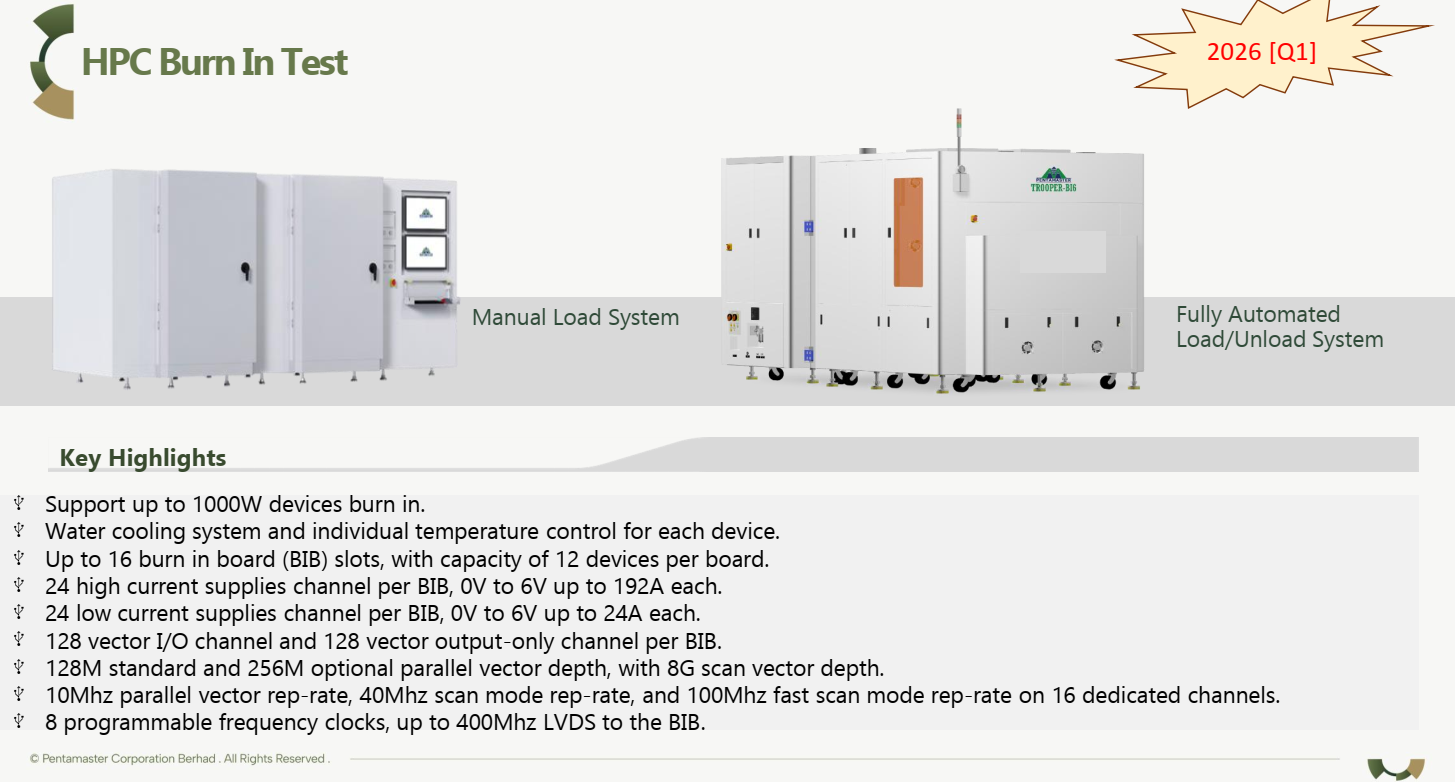 HPC Burn In Test
2026 [Q1]
PENTAMASTER
TROOPER-BI6
Manual Load System
Fully Automated
Load/Unload System
Key Highlights
Support up to 1000W devices burn in.
Water cooling system and individual temperature control for each device.
Up to 16 burn in board (BIB) slots, with capacity of 12 devices per board.
24 high current supplies channel per BIB, 0V to 6V up to 192A each.
24 low current supplies channel per BIB, 0V to 6V up to 24A each.
128 vector I/O channel and 128 vector output-only channel per BIB.
128M standard and 256M optional parallel vector depth, with 8G scan vector depth.
10Mhz parallel vector rep-rate, 40Mhz scan mode rep-rate, and 100Mhz fast scan mode rep-rate on 16 dedicated channels.
8 programmable frequency clocks, up to 400Mhz LVDS to the BIB.
© Pentamaster Corporation Berhad . All Rights Reserved .